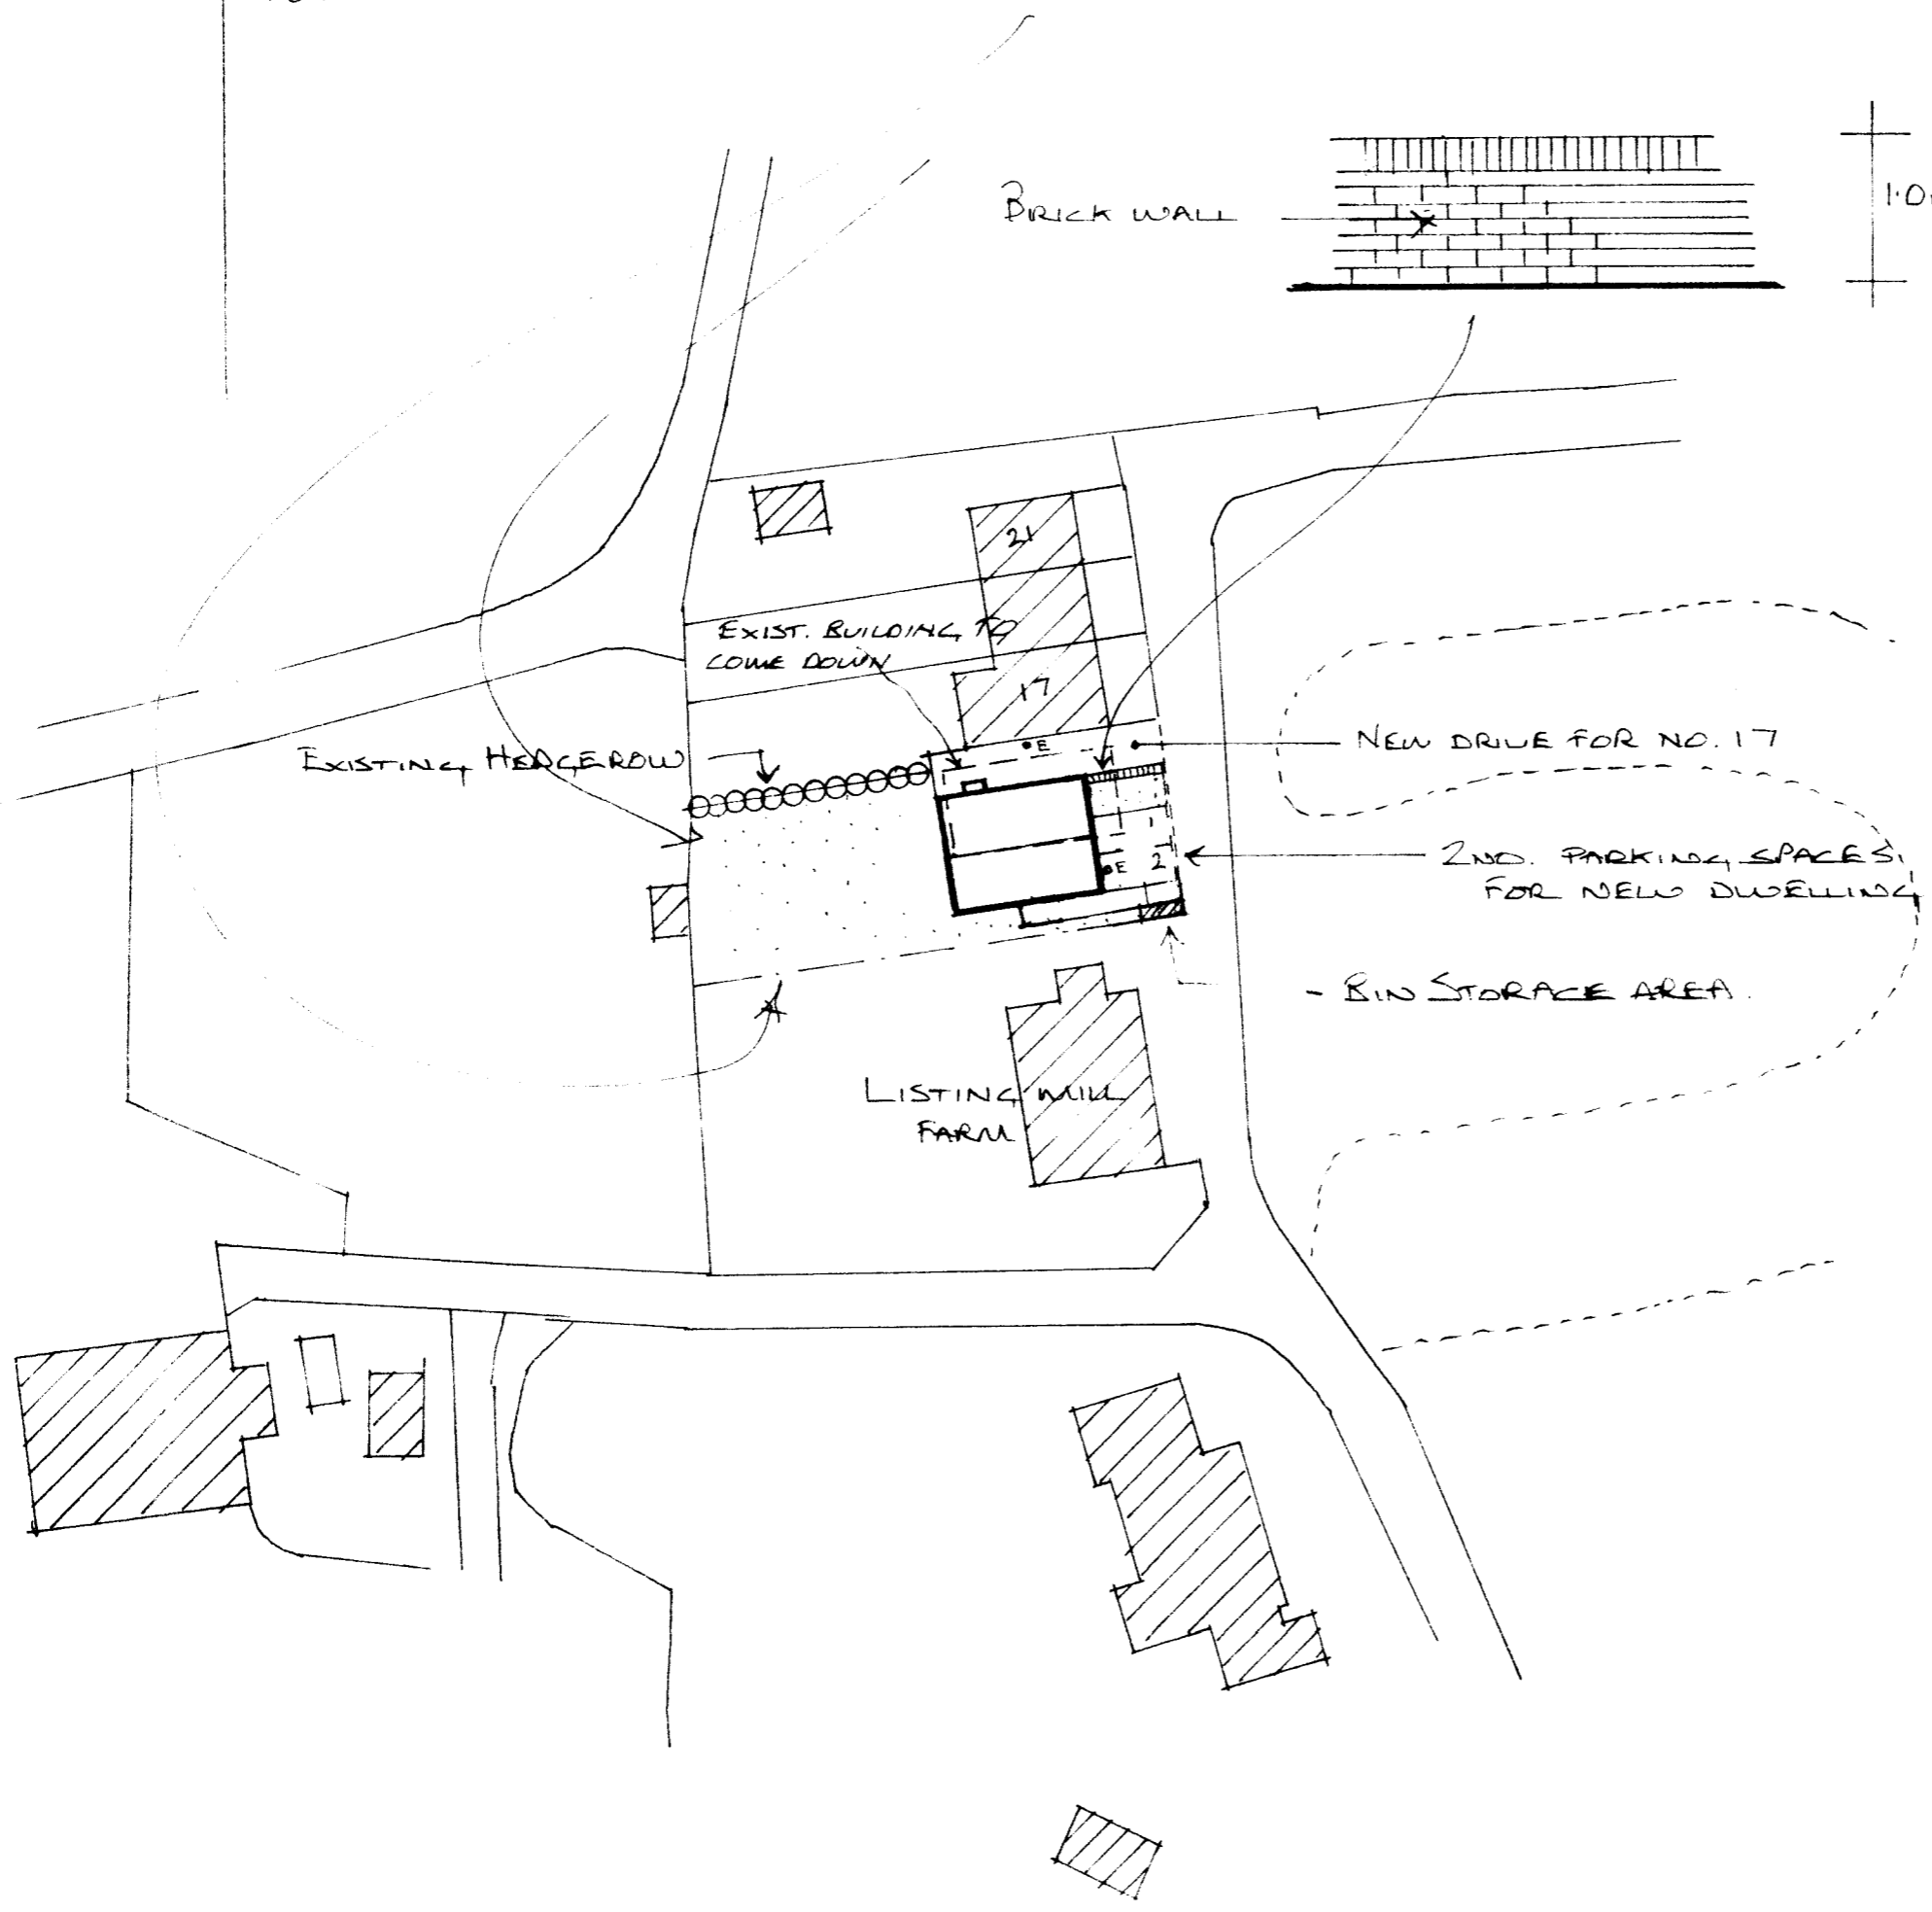 BRICK WALL
1.0
21
EXIST. BUILDING TO
COME DOWN
17
EXISTING HEDGEROW
E
NEW DRIVE FOR NO. 17
1
2NO. PARKING SPACES.
FOR NEW DWELLING
E 2
- BIN STORAGE AREA.
LISTING MILL
FARM